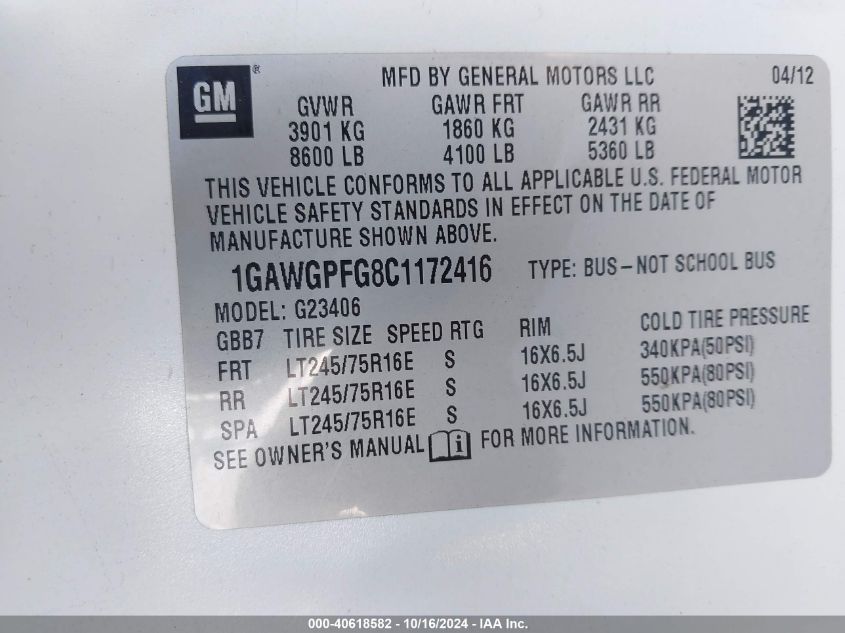 GM® MFD BY GENERAL MOTORS LLC 04/12
GVWR GAWR FRT GAWR RR
3901 KG 1860 KG 2431 KG
8600 LB 4100 LB 5360 LB
THIS VEHICLE CONFORMS TO ALL APPLICABLE U.S. FEDERAL MOTOR
VEHICLE SAFETY STANDARDS IN EFFECT ON THE DATE OF
MANUFACTURE SHOWN ABOVE.
1GAWGPFG8C1172416 TYPE: BUS-NOT SCHOOL BUS
MODEL: G23406
GBB7 TIRE SIZE SPEED RTG RIM COLD TIRE PRESSURE
FRT LT245/75R16E S 16X6.5J 340KPA(50PSI)
RR LT245/75R16E S 16X6.5J 550KPA(80PSI)
SPA LT245/75R16E S 16X6.5J 550KPA(80PSI)
SEE OWNER'S MANUAL i FOR MORE INFORMATION.
000-40618582 - 10/16/2024 - IAA Inc.